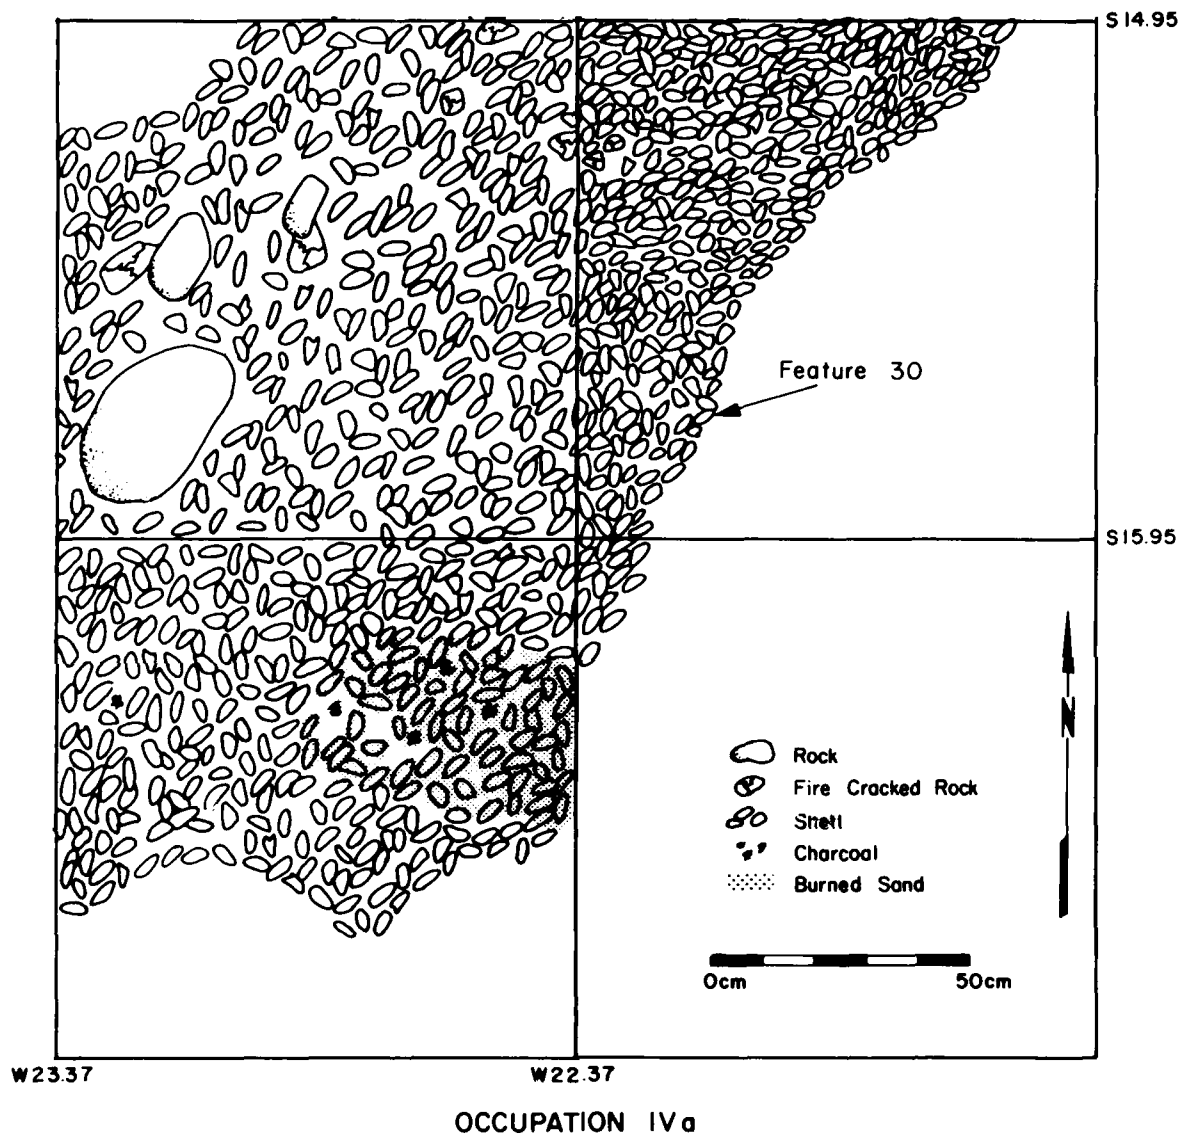 S14.95
Feature 30
S15.95
N
Rock
Fire Cracked Rock
Shell
Charcoal
Burned Sand
0cm 50cm
W23.37 W22.37
OCCUPATION IVa